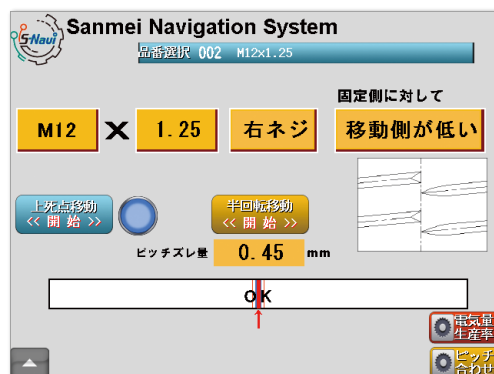 S-Navi
Sanmei Navigation System
品番選択 002 M12x1.25
固定側に対して
M12 X 1.25 右ネジ 移動側が低い
上死点移動 半回転移動
<< 開 始 >> << 開 始 >>
ピッチズレ量 0.45 mm
OK
電気量
生産率
ピッチ
合わせ